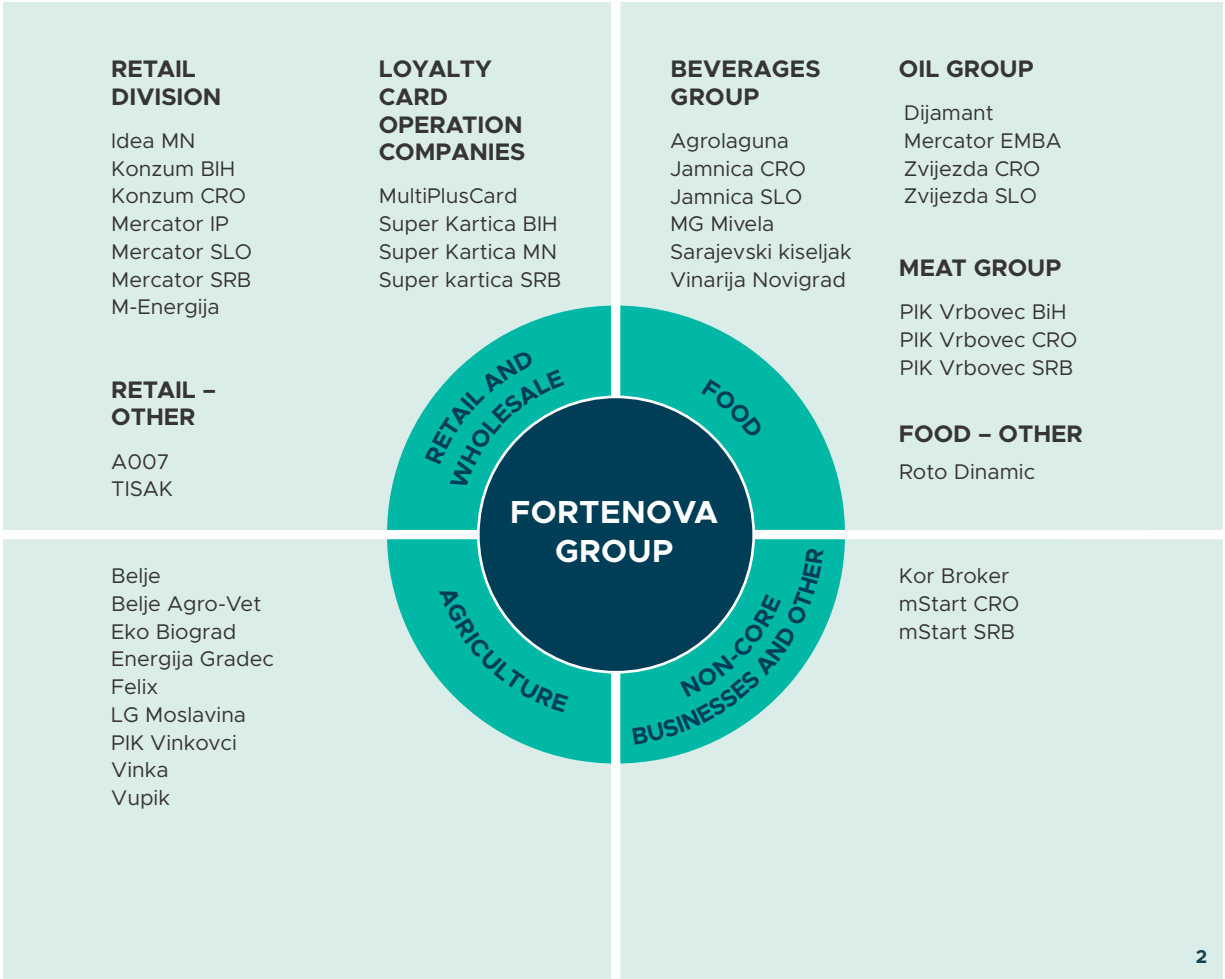 RETAIL
DIVISION
Idea MN
Konzum BIH
Konzum CRO
Mercator IP
Mercator SLO
Mercator SRB
M-Energija
RETAIL –
OTHER
A007
TISAK
LOYALTY
CARD
OPERATION
COMPANIES
MultiPlusCard
Super Kartica BIH
Super Kartica MN
Super kartica SRB
BEVERAGES
GROUP
Agrolaguna
Jamnica CRO
Jamnica SLO
MG Mivela
Sarajevski kiseljak
Vinarija Novigrad
OIL GROUP
Dijamant
Mercator EMBA
Zvijezda CRO
Zvijezda SLO
MEAT GROUP
PIK Vrbovec BiH
PIK Vrbovec CRO
PIK Vrbovec SRB
FOOD – OTHER
Roto Dinamic
RETAIL AND
WHOLESALE
FOOD
FORTENOVA
GROUP
AGRICULTURE
NON-CORE
BUSINESSES AND OTHER
Belje
Belje Agro-Vet
Eko Biograd
Energija Gradec
Felix
LG Moslavina
PIK Vinkovci
Vinka
Vupik
Kor Broker
mStart CRO
mStart SRB
2